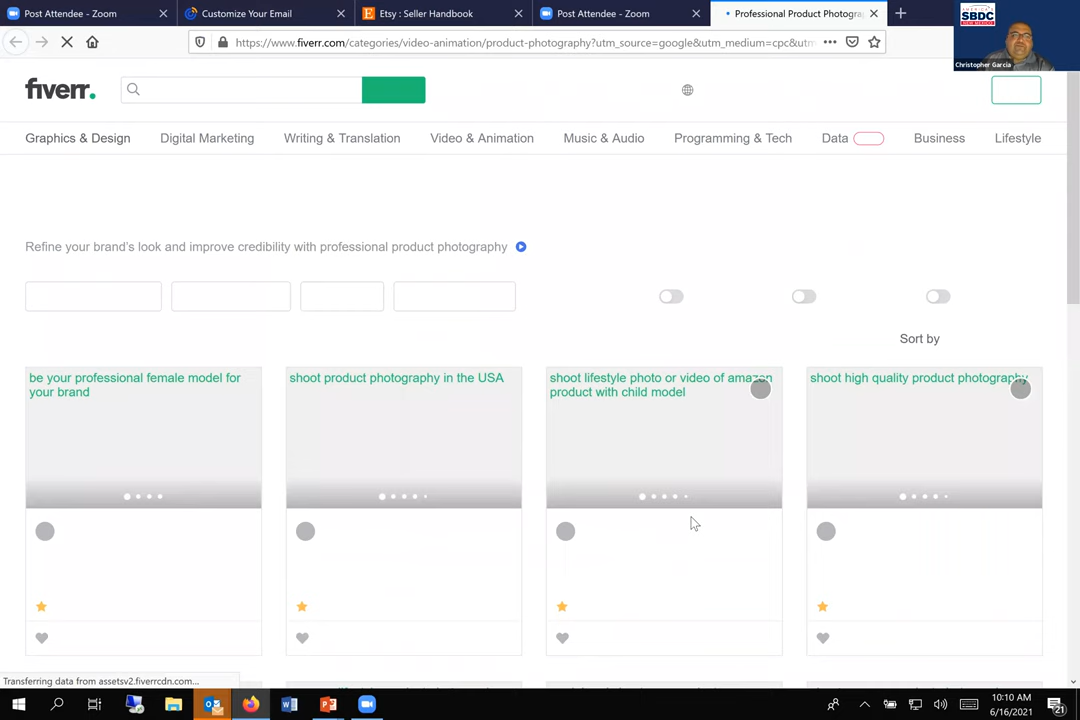 Post Attendee - Zoom
Customize Your Email
Etsy : Seller Handbook
Post Attendee - Zoom
Professional Product Photogra
AMERICA'S
SBDC
NEW MEXICO
Christopher Garcia
https://www.fiverr.com/categories/video-animation/product-photography?utm_source=google&utm_medium=cpc&utm
fiverr.
Graphics & Design
Digital Marketing
Writing & Translation
Video & Animation
Music & Audio
Programming & Tech
Data
Business
Lifestyle
Refine your brand's look and improve credibility with professional product photography
Sort by
be your professional female model for
your brand
shoot product photography in the USA
shoot lifestyle photo or video of amazon
product with child model
shoot high quality product photography
Transferring data from assetsv2.fiverrcdn.com...
10:10 AM
6/16/2021
21